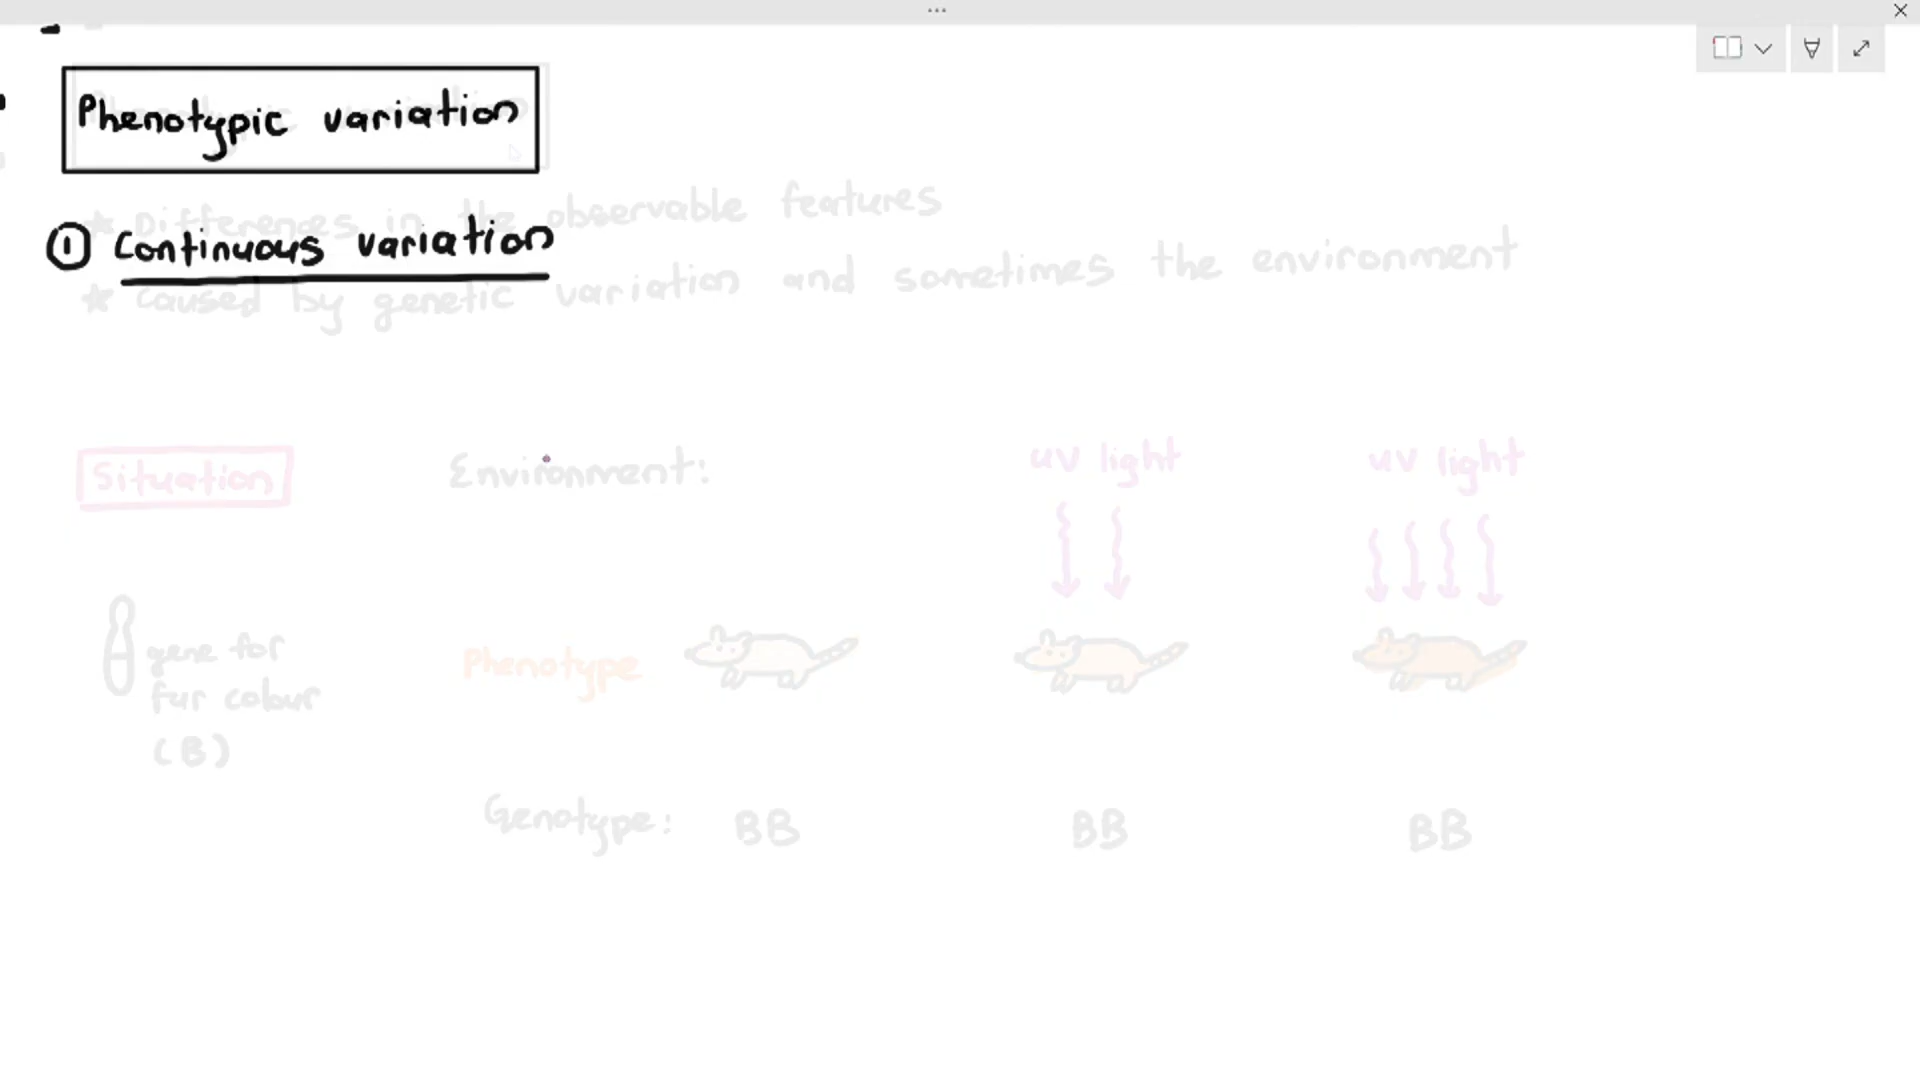 Phenotypic variation
★ Differences in the observable features
① Continuous variation
★ caused by genetic variation and sometimes the environment
Situation
Environment:
uv light
uv light
gene for
fur colour
(B)
Phenotype
Genotype:
BB
BB
BB